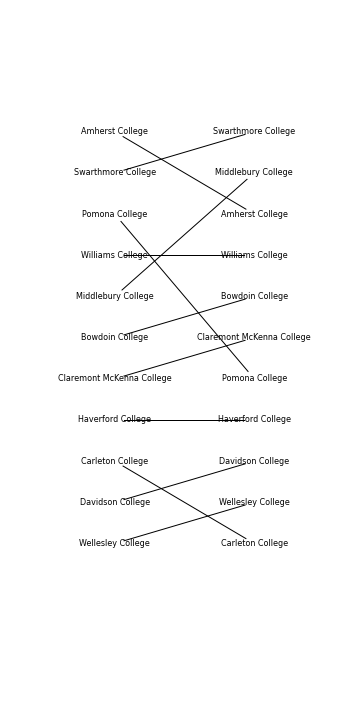 Amherst College Swarthmore College
Swarthmore College Middlebury College
Pomona College Amherst College
Williams College Williams College
Middlebury College Bowdoin College
Bowdoin College Claremont McKenna College
Claremont McKenna College Pomona College
Haverford College Haverford College
Carleton College Davidson College
Davidson College Wellesley College
Wellesley College Carleton College